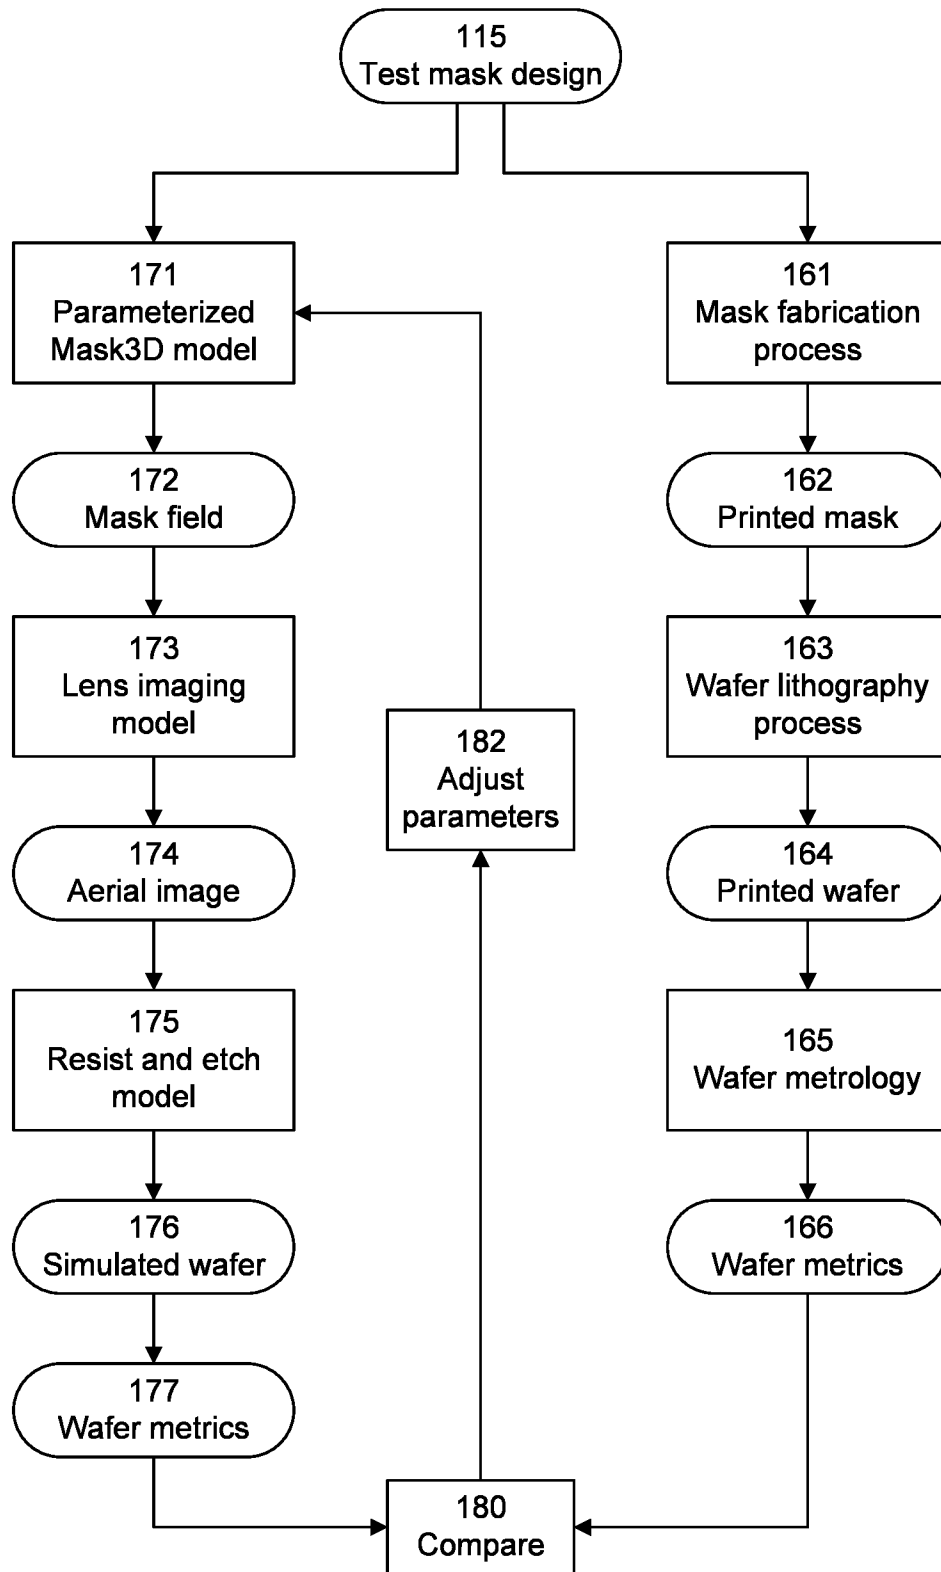 115
Test mask design
171
Parameterized
Mask3D model
161
Mask fabrication
process
172
Mask field
162
Printed mask
173
Lens imaging
model
163
Wafer lithography
process
182
Adjust
parameters
174
Aerial image
164
Printed wafer
175
Resist and etch
model
165
Wafer metrology
176
Simulated wafer
166
Wafer metrics
177
Wafer metrics
180
Compare